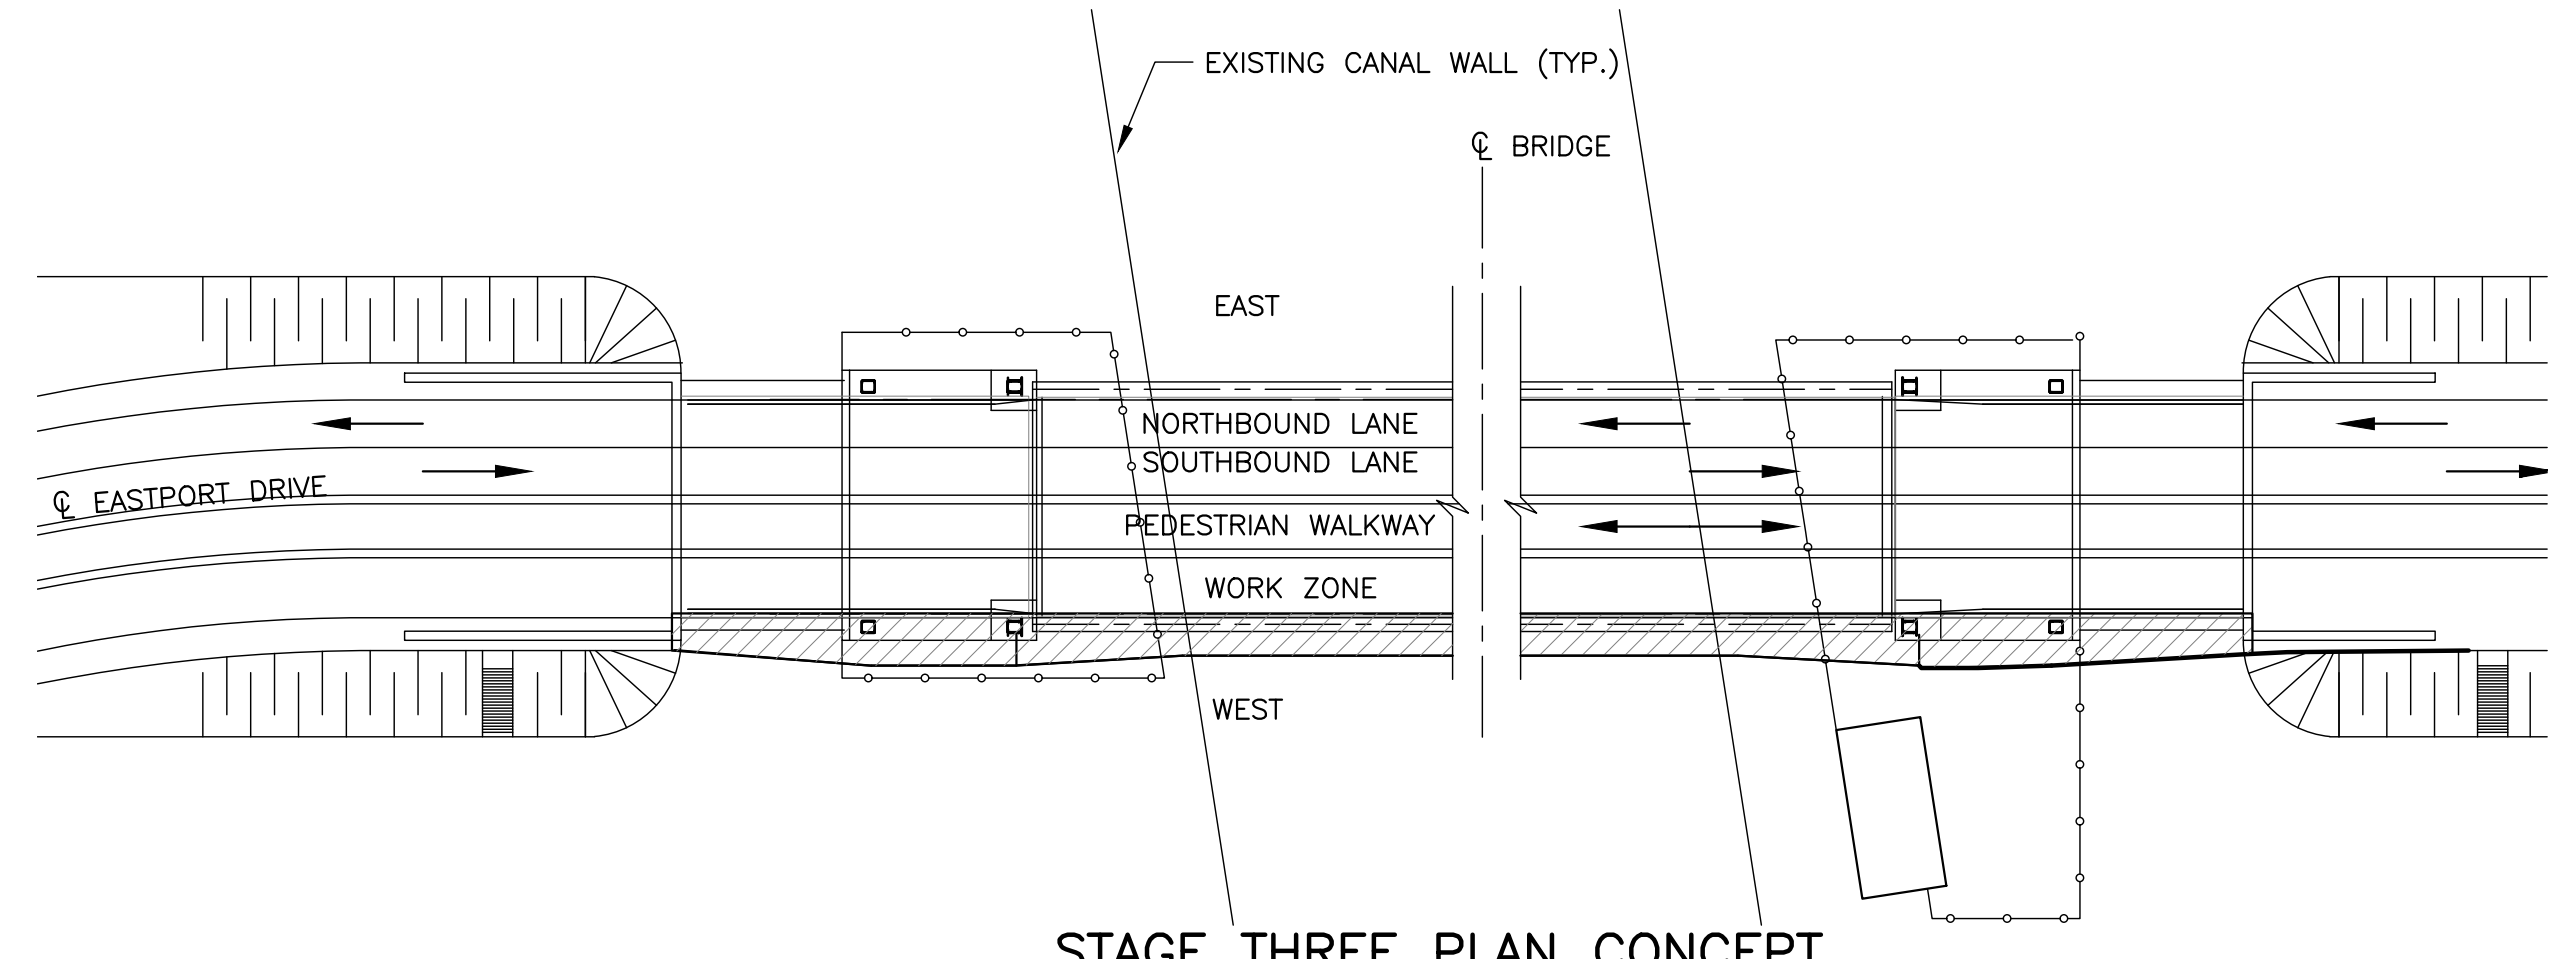 EXISTING CANAL WALL (TYP.)
℄ BRIDGE
EAST
NORTHBOUND LANE
SOUTHBOUND LANE
℄ EASTPORT DRIVE
PEDESTRIAN WALKWAY
WORK ZONE
WEST
STAGE THREE PLAN CONCEPT